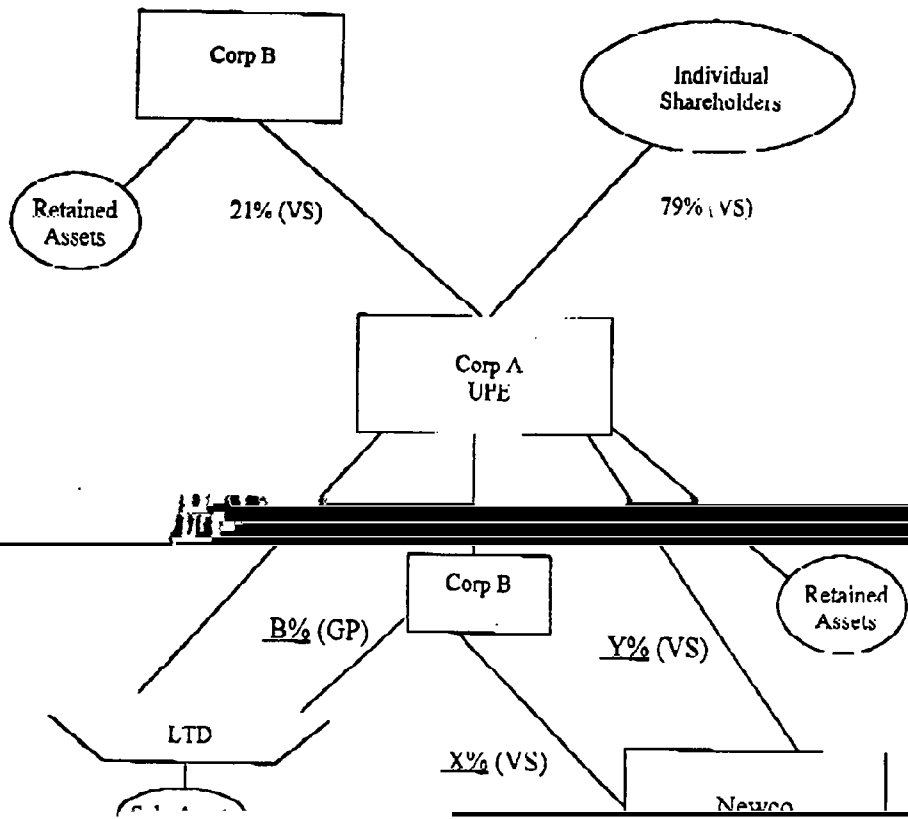 Corp B
Individual
Shareholders
Retained
Assets
21% (VS)
79% (VS)
Corp A
UPE
Corp B
Retained
Assets
B% (GP)
Y% (VS)
LTD
X% (VS)
Newco